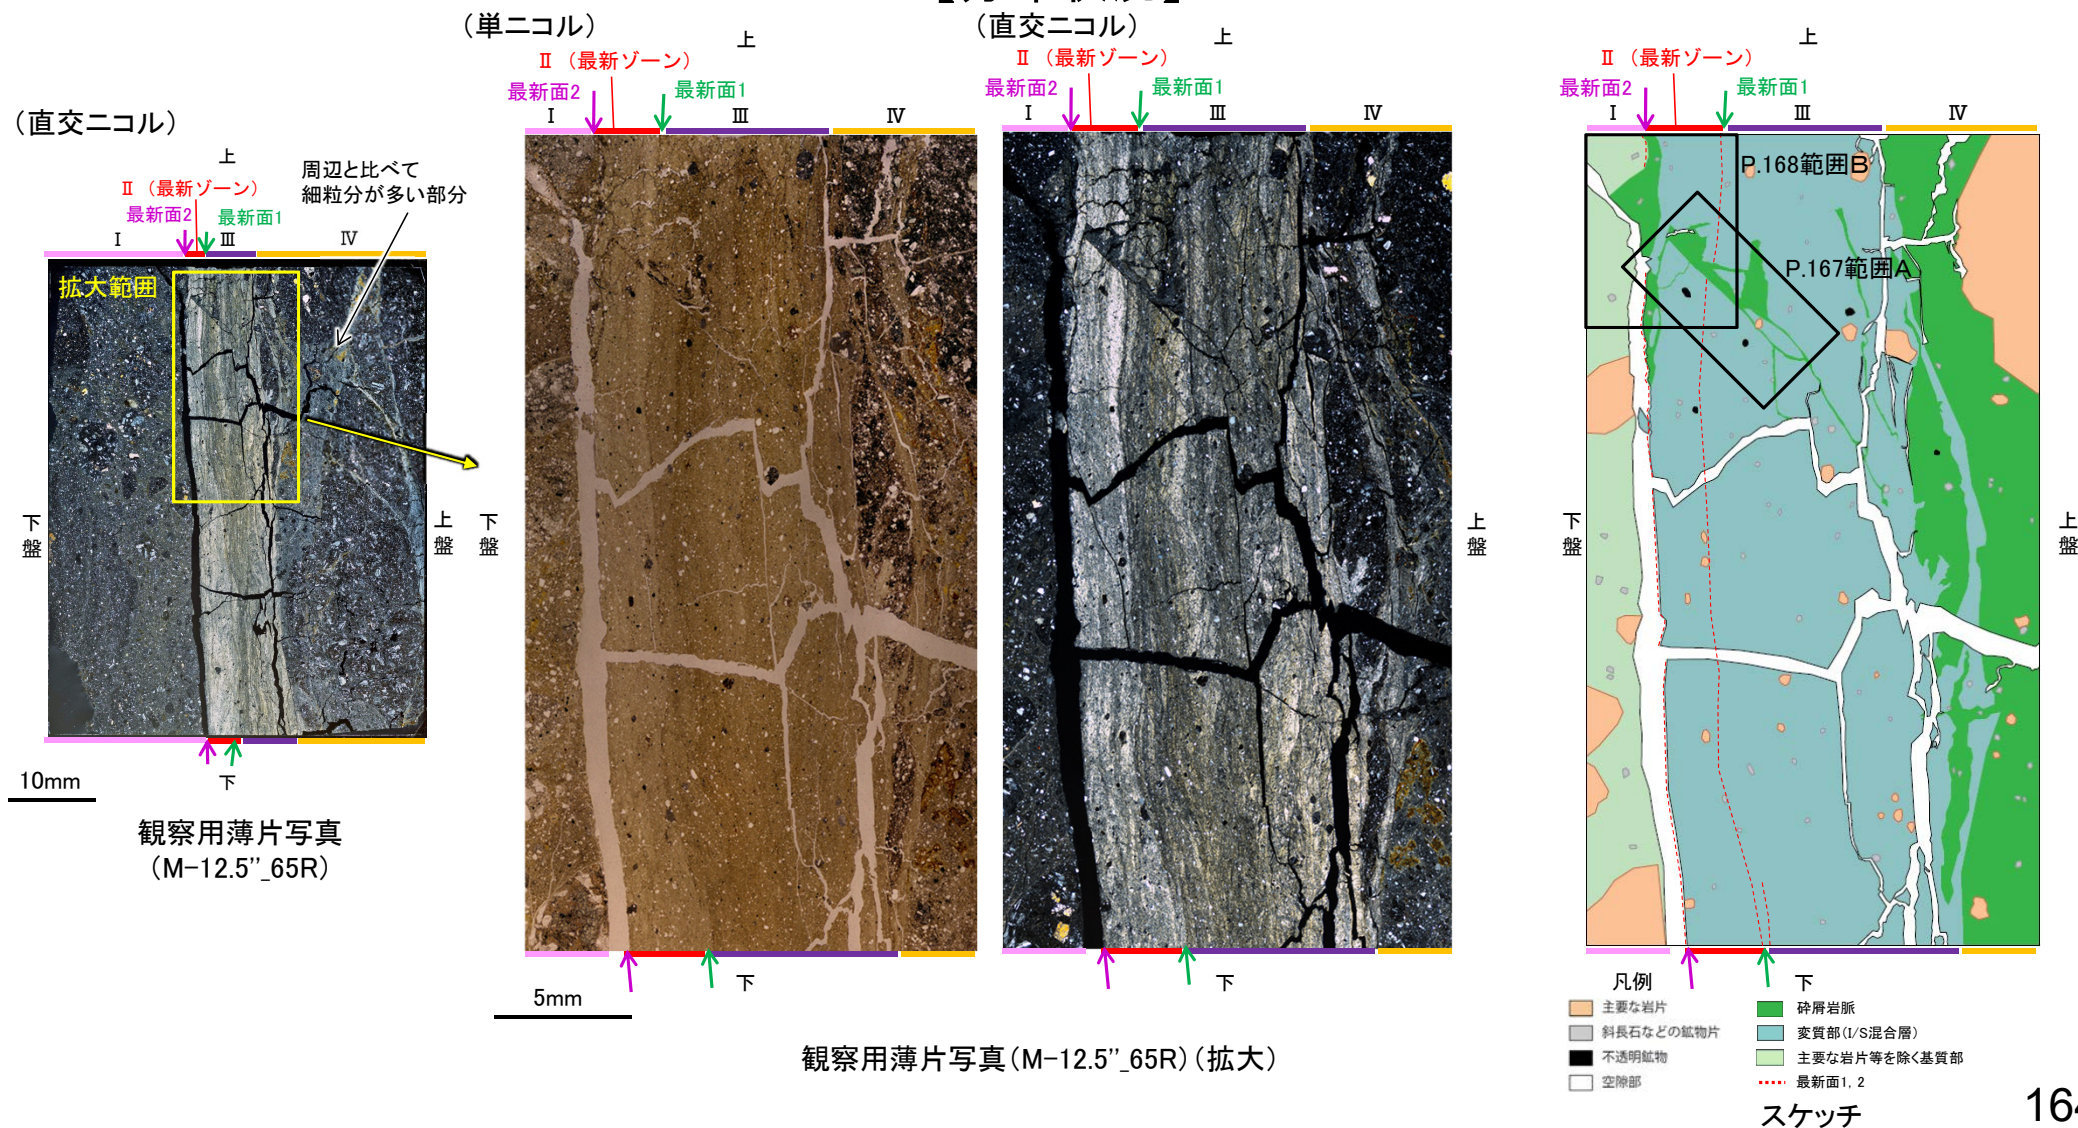 （単ニコル）
上
Ⅱ（最新ゾーン）
最新面2
最新面1
Ⅰ
Ⅲ
Ⅳ
（直交ニコル）
上
Ⅱ（最新ゾーン）
最新面2
最新面1
Ⅰ
Ⅲ
Ⅳ
上
Ⅱ（最新ゾーン）
最新面2
最新面1
Ⅰ
Ⅲ
Ⅳ
（直交ニコル）
上
周辺と比べて
細粒分が多い部分
Ⅱ（最新ゾーン）
最新面2
最新面1
Ⅰ
Ⅲ
Ⅳ
拡大範囲
P.168範囲B
P.167範囲A
下盤
上盤
下盤
上盤
下盤
上盤
下
10mm
観察用薄片写真
（M-12.5”_65R）
下
5mm
観察用薄片写真（M-12.5”_65R）（拡大）
下
凡例
主要な岩片
斜長石などの鉱物片
不透明鉱物
空隙部
砕屑岩脈
変質部（I/S混合層）
主要な岩片等を除く基質部
最新面1, 2
スケッチ